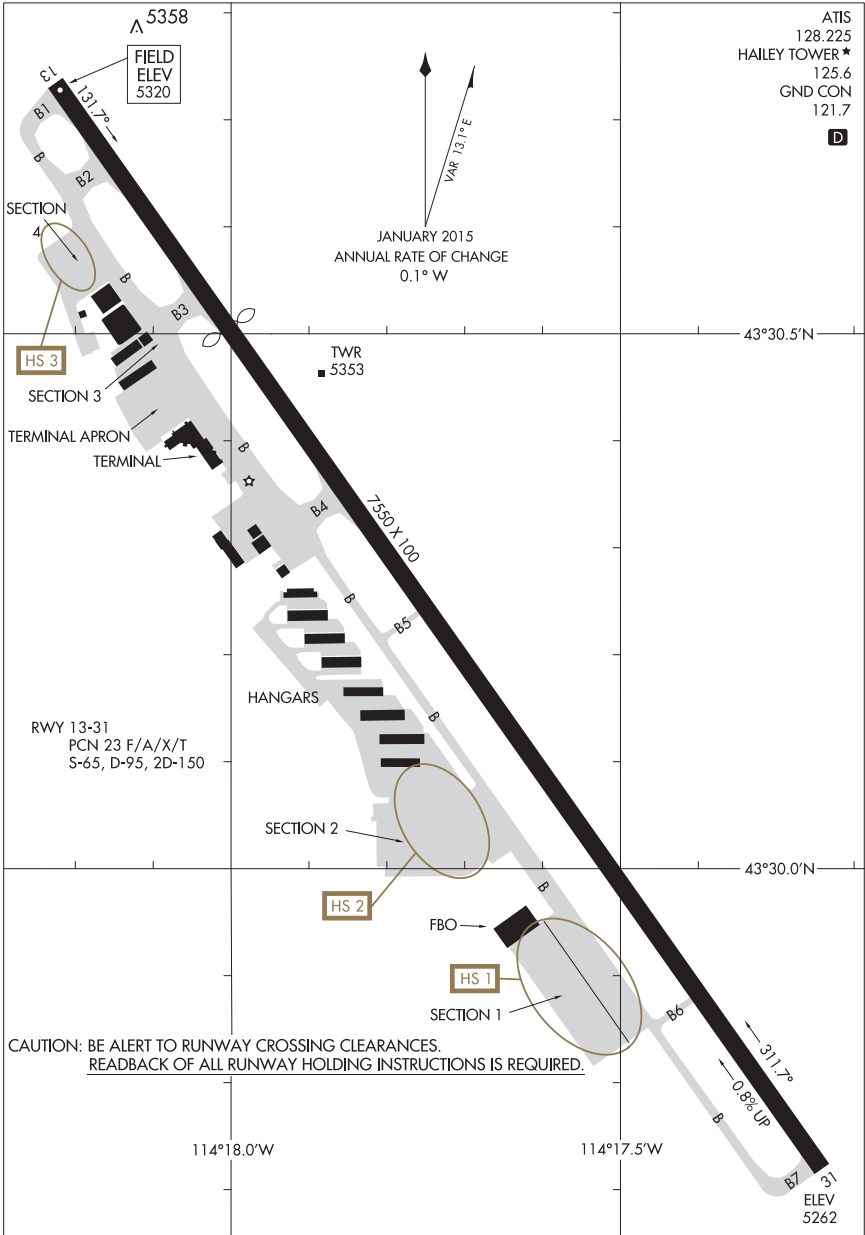 5358
FIELD
ELEV
5320
ATIS
128.225
HAILEY TOWER ★
125.6
GND CON
121.7
D
13
131.7°
B1
B
B2
VAR 13.1° E
JANUARY 2015
ANNUAL RATE OF CHANGE
0.1° W
SECTION
4
B
B3
HS 3
43°30.5'N
TWR
5353
SECTION 3
TERMINAL APRON
TERMINAL
B
B4
7550 X 100
B
B5
HANGARS
B
RWY 13-31
PCN 23 F/A/X/T
S-65, D-95, 2D-150
SECTION 2
43°30.0'N
HS 2
B
FBO
HS 1
SECTION 1
B6
CAUTION: BE ALERT TO RUNWAY CROSSING CLEARANCES.
READBACK OF ALL RUNWAY HOLDING INSTRUCTIONS IS REQUIRED.
311.7°
0.8% UP
B
114°18.0'W
114°17.5'W
B7
31
ELEV
5262